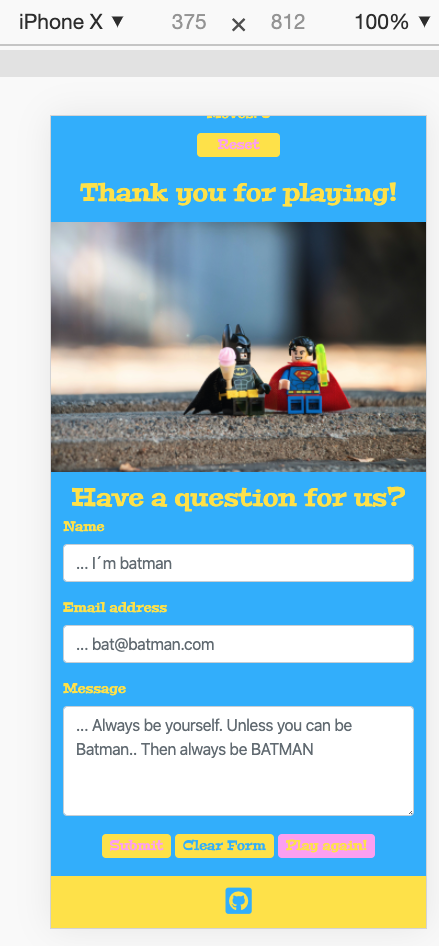 iPhone X ▼ 375 × 812 100% ▼
Moves: 0
Reset
Thank you for playing!
Have a question for us?
Name
... I´m batman
Email address
... bat@batman.com
Message
... Always be yourself. Unless you can be
Batman.. Then always be BATMAN
Submit Clear Form Play again!